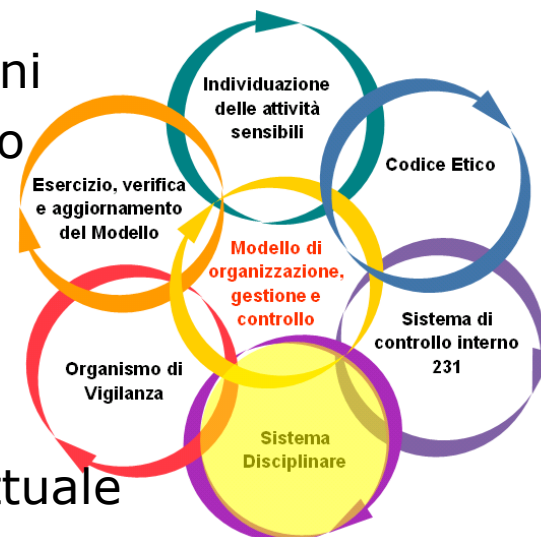 ni
o
Individuazione
delle attività
sensibili
Codice Etico
Esercizio, verifica
e aggiornamento
del Modello
Modello di
organizzazione,
gestione e
controllo
Sistema di
controllo interno
231
Organismo di
Vigilanza
Sistema
Disciplinare
ttuale